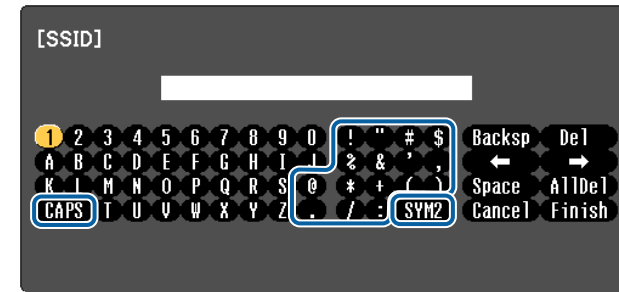 [SSID]
1 2 3 4 5 6 7 8 9 0 ! " # $ Backsp Del
A B C D E F G H I J % & ' , ← →
K L M N O P Q R S @ * + ( ) Space AllDel
CAPS T U V W X Y Z . / : SYM2 Cancel Finish